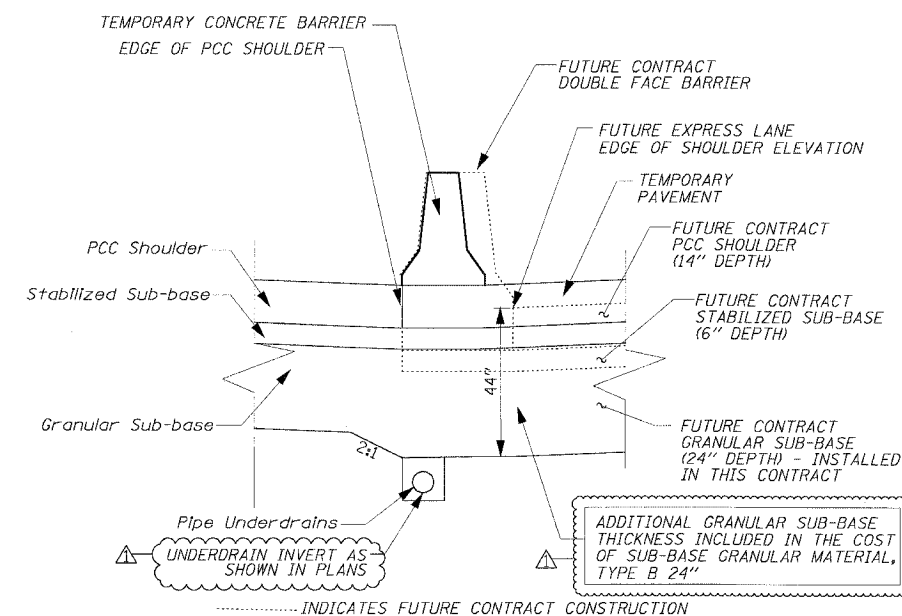 TEMPORARY CONCRETE BARRIER
EDGE OF PCC SHOULDER
FUTURE CONTRACT
DOUBLE FACE BARRIER
FUTURE EXPRESS LANE
EDGE OF SHOULDER ELEVATION
TEMPORARY
PAVEMENT
FUTURE CONTRACT
PCC SHOULDER
(14" DEPTH)
PCC Shoulder
Stabilized Sub-base
FUTURE CONTRACT
STABILIZED SUB-BASE
(6" DEPTH)
44"
Granular Sub-base
2:1
FUTURE CONTRACT
GRANULAR SUB-BASE
(24" DEPTH) - INSTALLED
IN THIS CONTRACT
Pipe Underdrains
1
UNDERDRAIN INVERT AS
SHOWN IN PLANS
1
ADDITIONAL GRANULAR SUB-BASE
THICKNESS INCLUDED IN THE COST
OF SUB-BASE GRANULAR MATERIAL,
TYPE B 24"
INDICATES FUTURE CONTRACT CONSTRUCTION